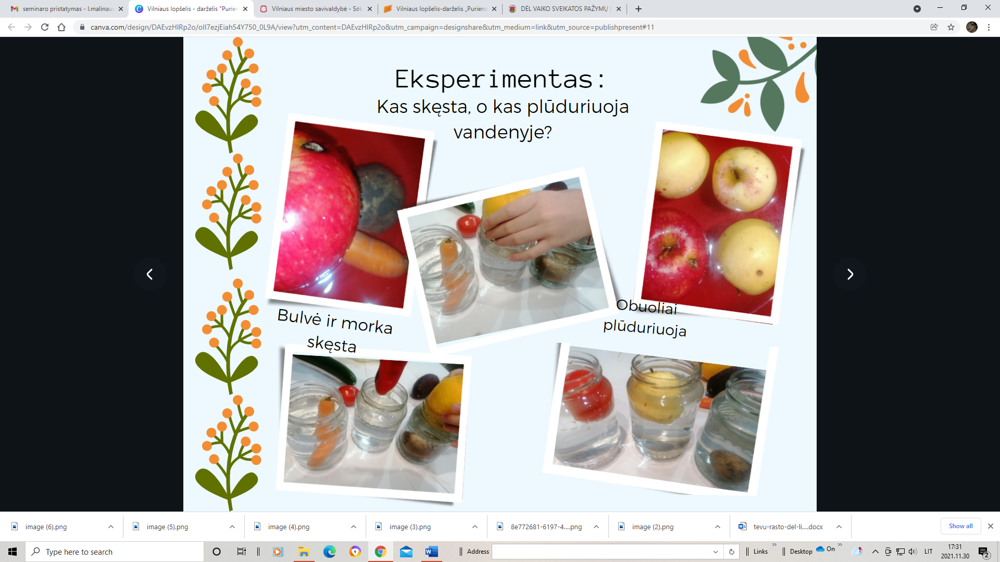 seminaro pristatymas - l.malinaus
Vilniaus lopšelis - darželis "Purien
Vilniaus miesto savivaldybė - Sėk
Vilniaus lopšelis-darželis „Puriena
DĖL VAIKO SVEIKATOS PAŽYMŲ
canva.com/design/DAEvzHIRp2o/oII7ezjEiah54Y750_0L9A/view?utm_content=DAEvzHIRp2o&utm_campaign=designshare&utm_medium=link&utm_source=publishpresent#11
Eksperimentas:
Kas skęsta, o kas plūduriuoja
vandenyje?
Bulvė ir morka
skęsta
Obuoliai
plūduriuoja
image (6).png
image (5).png
image (4).png
image (3).png
8e772681-6197-4....png
image (2).png
tevu-rasto-del-li....docx
Show all
Type here to search
Address
Links
Desktop
On
LIT
17:31
2021.11.30
2